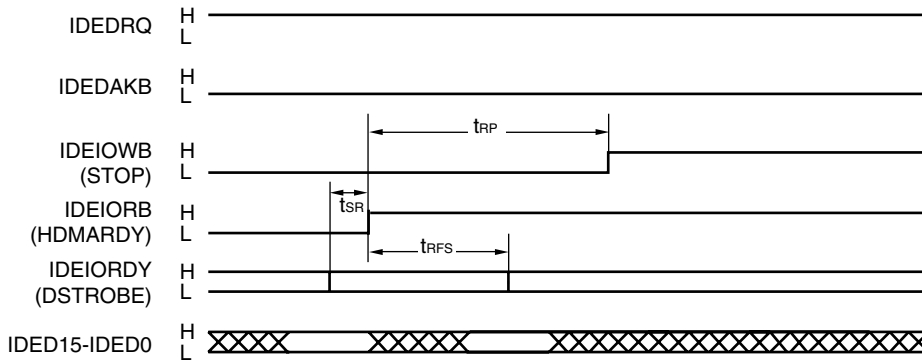 IDEDRQ H
L
IDEDAKB H
L
tRP
IDEIOWB H
(STOP) L
tSR
IDEIORB H
(HDMARDY) L
tRFS
IDEIORDY H
(DSTROBE) L
IDED15-IDED0 H
L